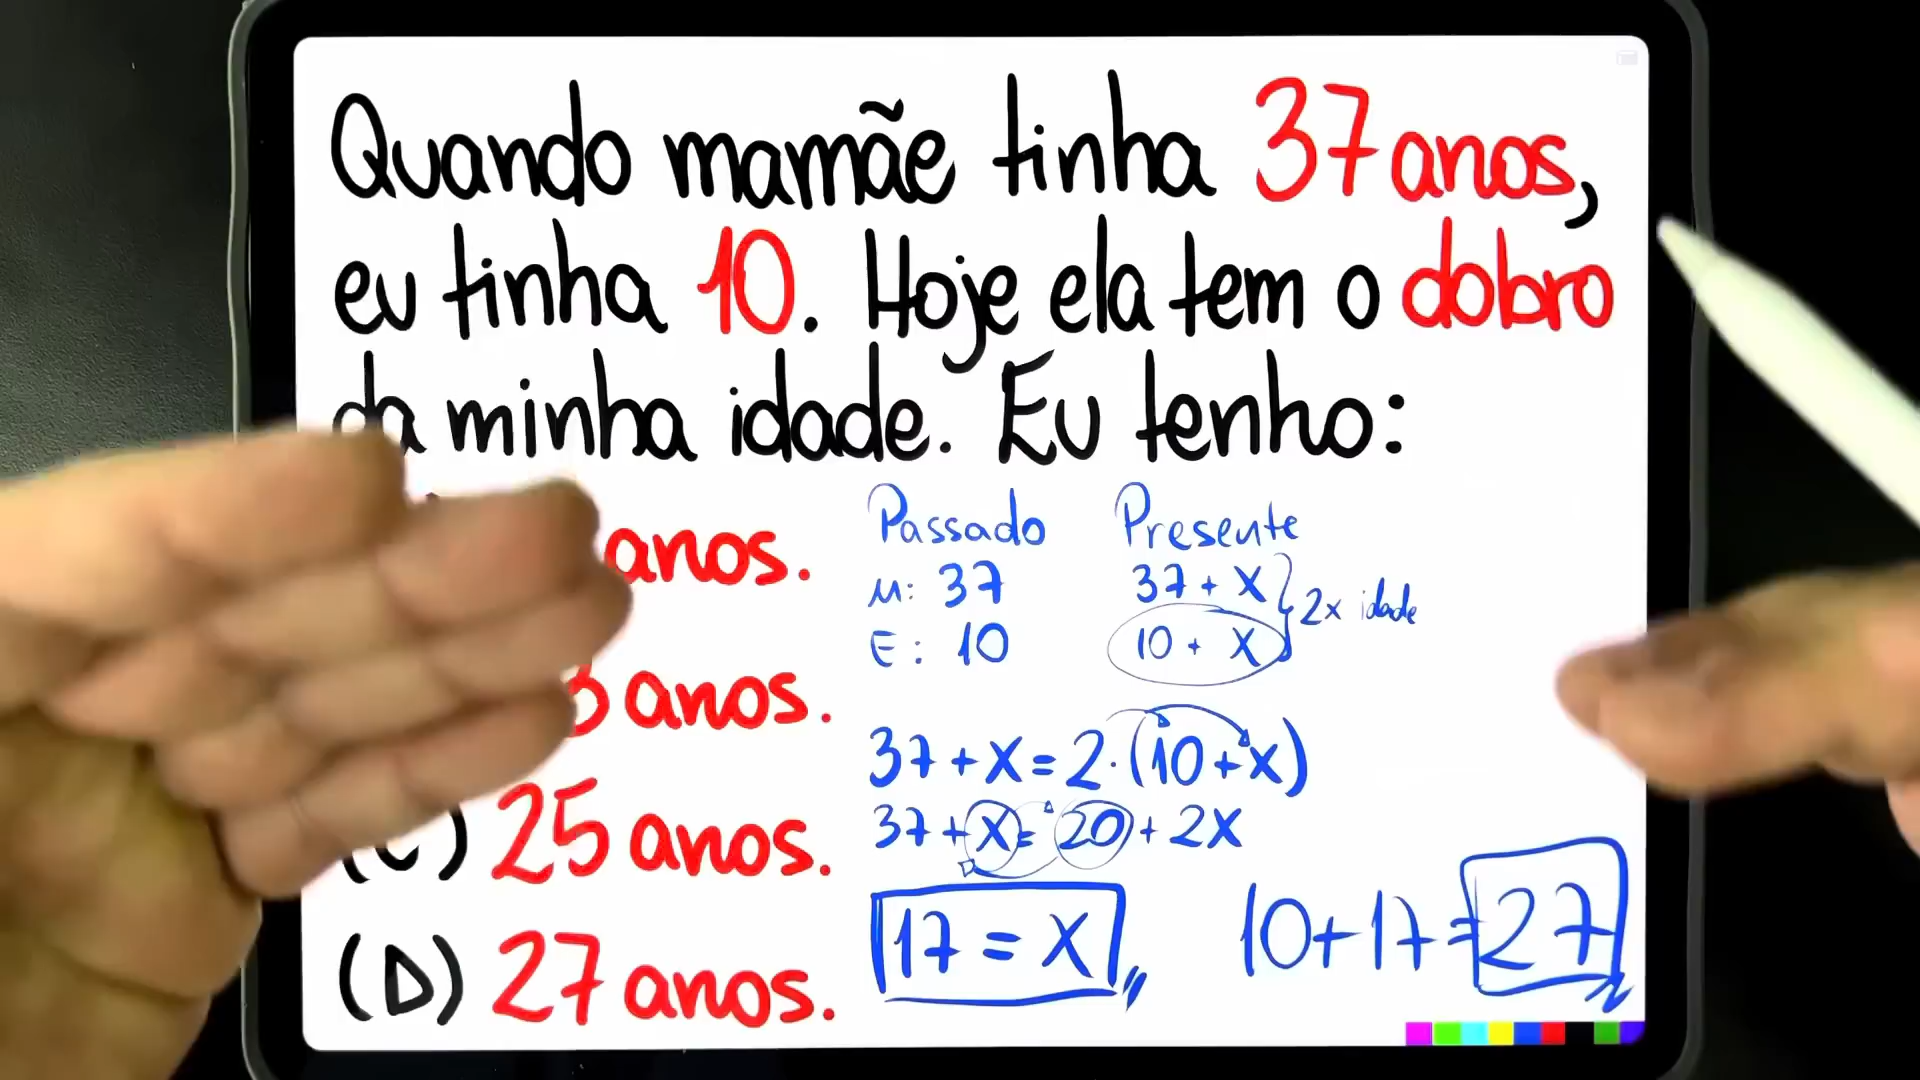 Quando mamãe tinha 37 anos,
eu tinha 10. Hoje ela tem o dobro
da minha idade. Eu tenho:
anos.
anos.
(C) 25 anos.
(D) 27 anos.
Passado Presente
M: 37 37 + X
E: 10 10 + X
2x idade
37 + X = 2 · (10 + X)
37 + X = 20 + 2X
17 = X
10 + 17 = 27